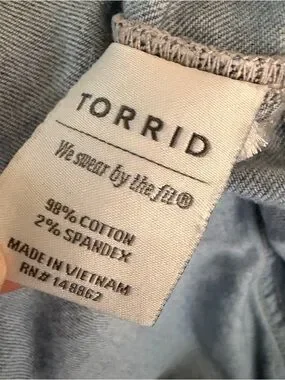 TORRID
We swear by the fit®
98% COTTON
2% SPANDEX
MADE IN VIETNAM
RN# 148862